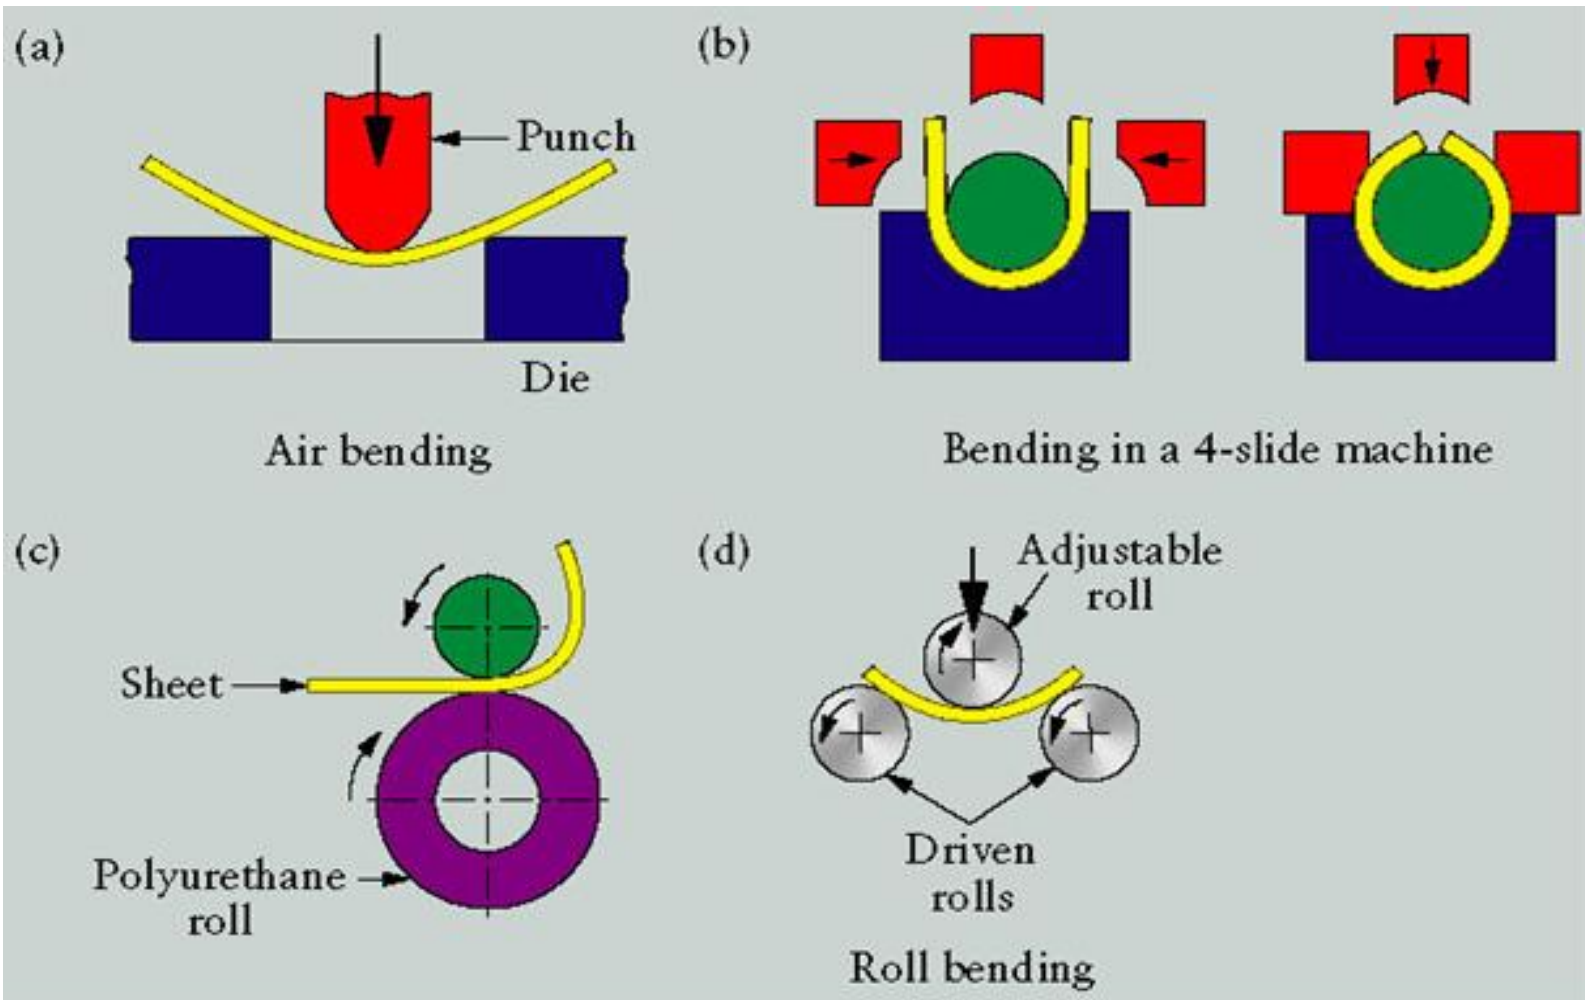 (a)
Punch
Die
Air bending
(b)
Bending in a 4-slide machine
(c)
Sheet
Polyurethane
roll
(d)
Adjustable
roll
Driven
rolls
Roll bending